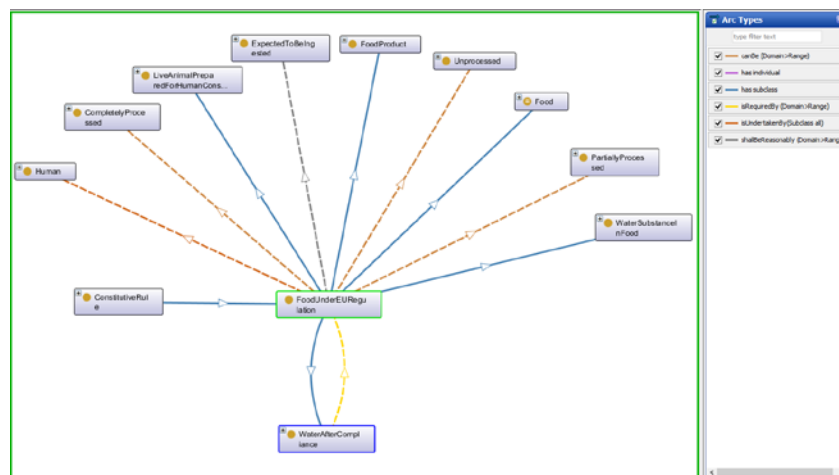 ExpectedToBeIng
ested
FoodProduct
LiveAnimalPrepa
redForHumanCons...
Unprocessed
CompletelyProce
ssed
Food
Human
PartiallyProces
sed
WaterSubstanceI
nFood
ConstitutiveRul
e
FoodUnderEURegu
lation
WaterAfterCompl
iance
Arc Types
type filter text
canBe (Domain>Range)
has individual
has subclass
isRequiredBy (Domain>Range)
isUndertakenBy(Subclass all)
shallBeReasonably (Domain>Rang